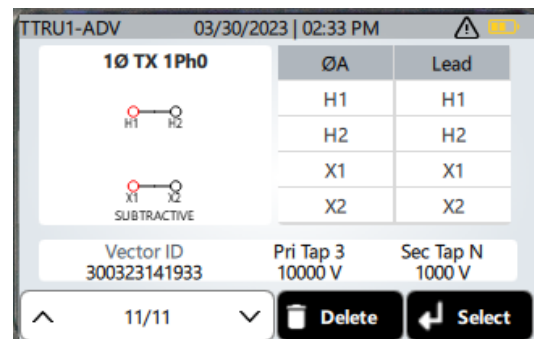 TTRU1-ADV 03/30/2023 | 02:33 PM
1Ø TX 1Ph0
H1 H2
X1 X2
SUBTRACTIVE
ØA Lead
H1 H1
H2 H2
X1 X1
X2 X2
Vector ID Pri Tap 3 Sec Tap N
300323141933 10000 V 1000 V
11/11 Delete Select